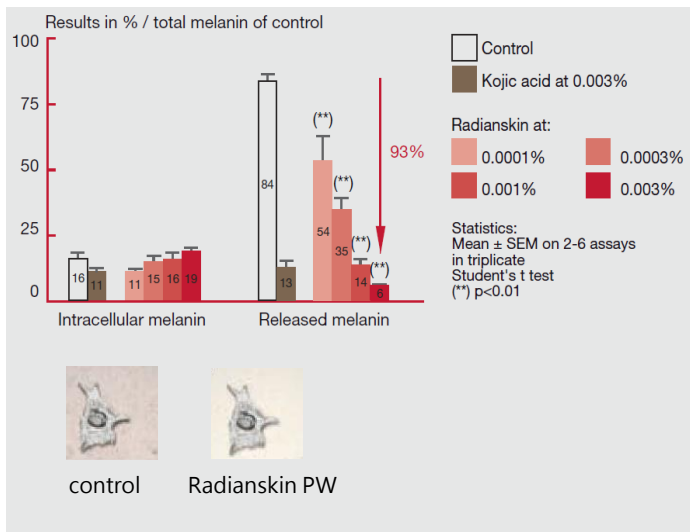 Results in % / total melanin of control
100
75
50
25
0
16
11
11
15
16
19
84
13
54
35
14
6
(**)
(**)
(**)
(**)
93%
Intracellular melanin
Released melanin
Control
Kojic acid at 0.003%
Radianskin at:
0.0001%
0.0003%
0.001%
0.003%
Statistics:
Mean ± SEM on 2-6 assays
in triplicate
Student's t test
(**) p<0.01
control
Radianskin PW